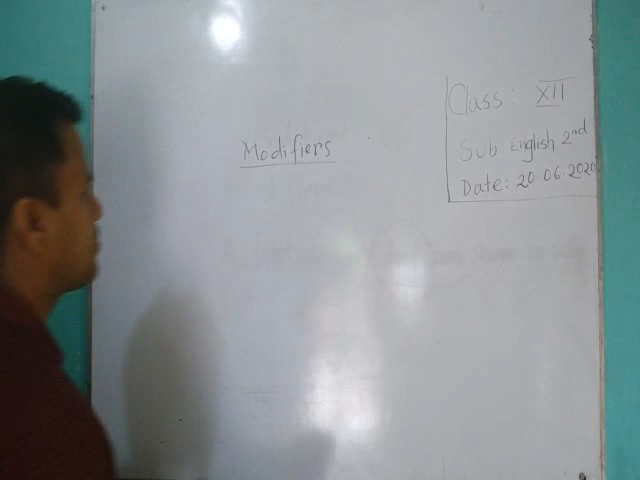 Modifiers
Class: XII
Sub English 2nd
Date: 20.06.2020